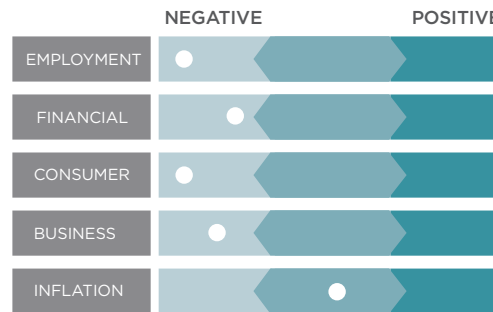 NEGATIVE POSITIVE
EMPLOYMENT
FINANCIAL
CONSUMER
BUSINESS
INFLATION